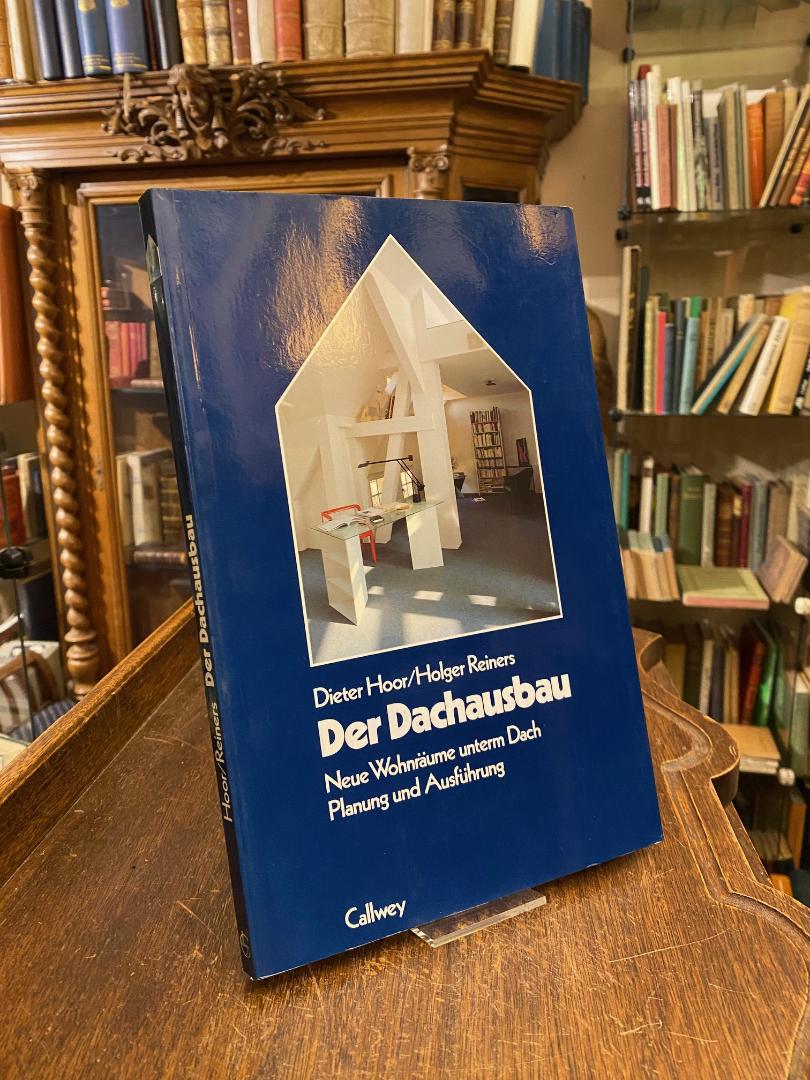 Dieter Hoor/Holger Reiners
Der Dachausbau
Neue Wohnräume unterm Dach
Planung und Ausführung
Callwey
Hoor/Reiners Der Dachausbau